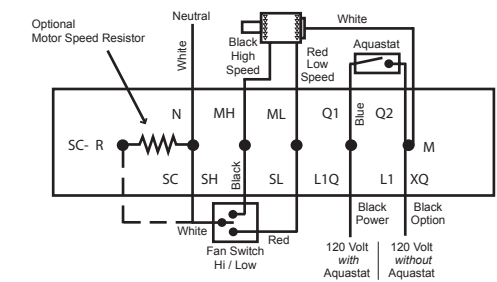 Optional
Motor Speed Resistor
Neutral
White
Black
High
Speed
Red
Low
Speed
White
Aquastat
N
MH
ML
Q1
Blue
Q2
SC- R
M
SC
SH
Black
SL
L1Q
L1
XQ
White
Fan Switch
Hi / Low
Red
Black
Power
Black
Option
120 Volt
with
Aquastat
120 Volt
without
Aquastat